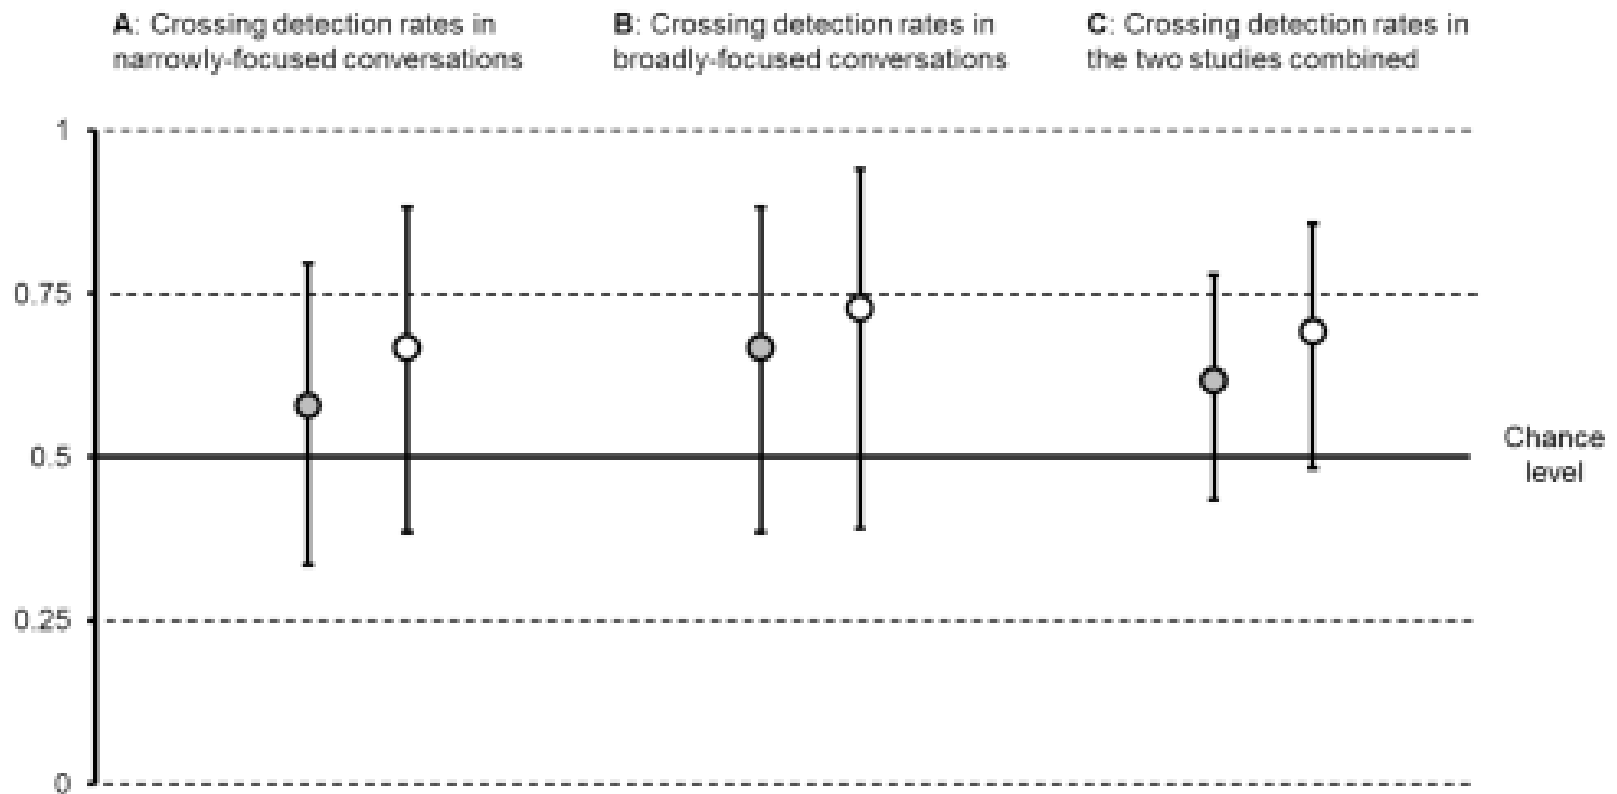 A: Crossing detection rates in
narrowly-focused conversations
B: Crossing detection rates in
broadly-focused conversations
C: Crossing detection rates in
the two studies combined
1
0.75
0.5
0.25
0
Chance
level